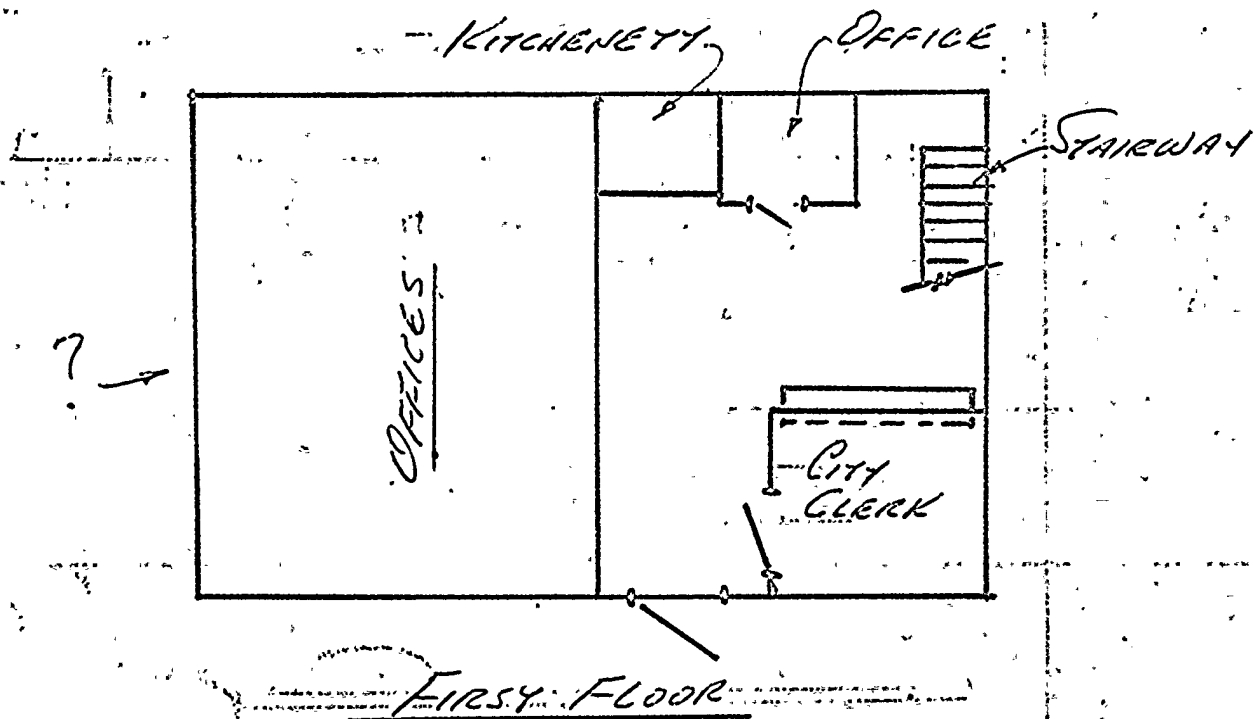 KITCHENETT
OFFICE
STAIRWAY
OFFICES
?
CITY
CLERK
FIRST FLOOR